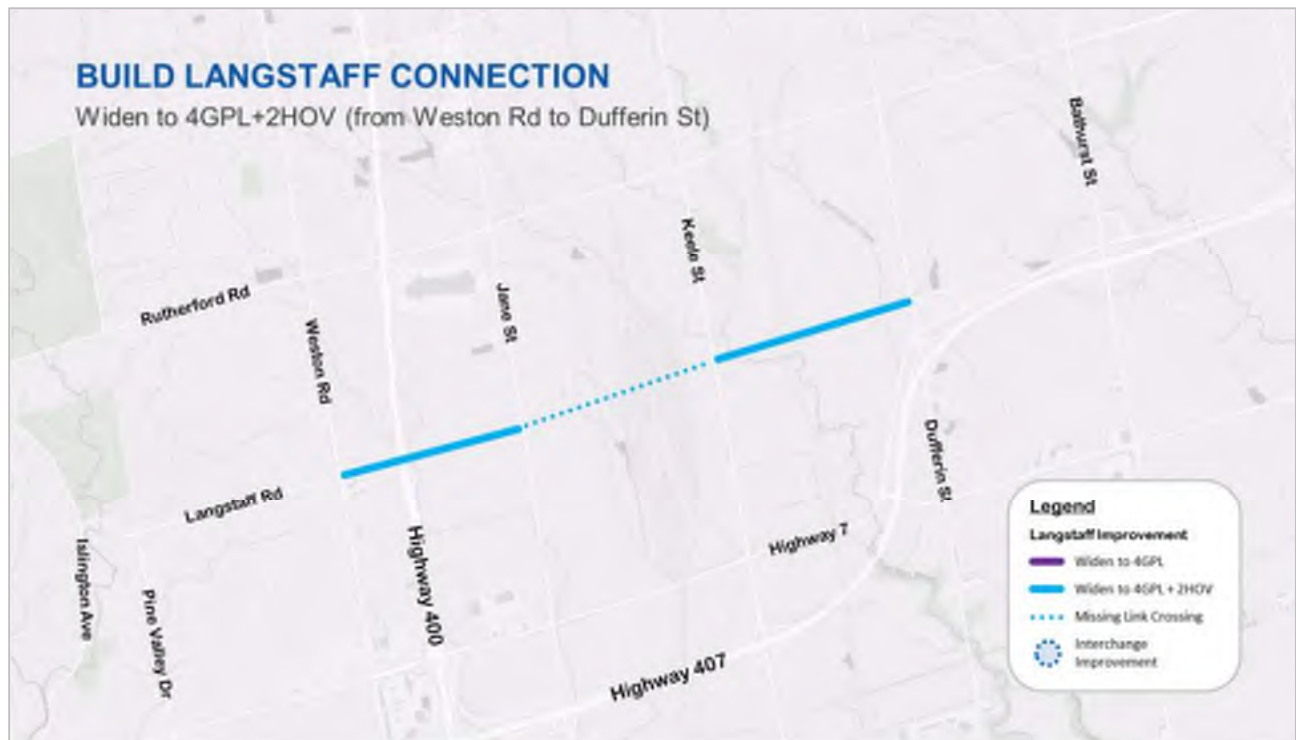 BUILD LANGSTAFF CONNECTION
Widen to 4GPL+2HOV (from Weston Rd to Dufferin St)
Bathurst St
Keele St
Jane St
Rutherford Rd
Weston Rd
Dufferin St
Langstaff Rd
Highway 7
Highway 400
Islington Ave
Pine Valley Dr
Highway 407
Legend
Langstaff Improvement
Widen to 4GPL
Widen to 4GPL + 2HOV
Missing Link Crossing
Interchange
Improvement